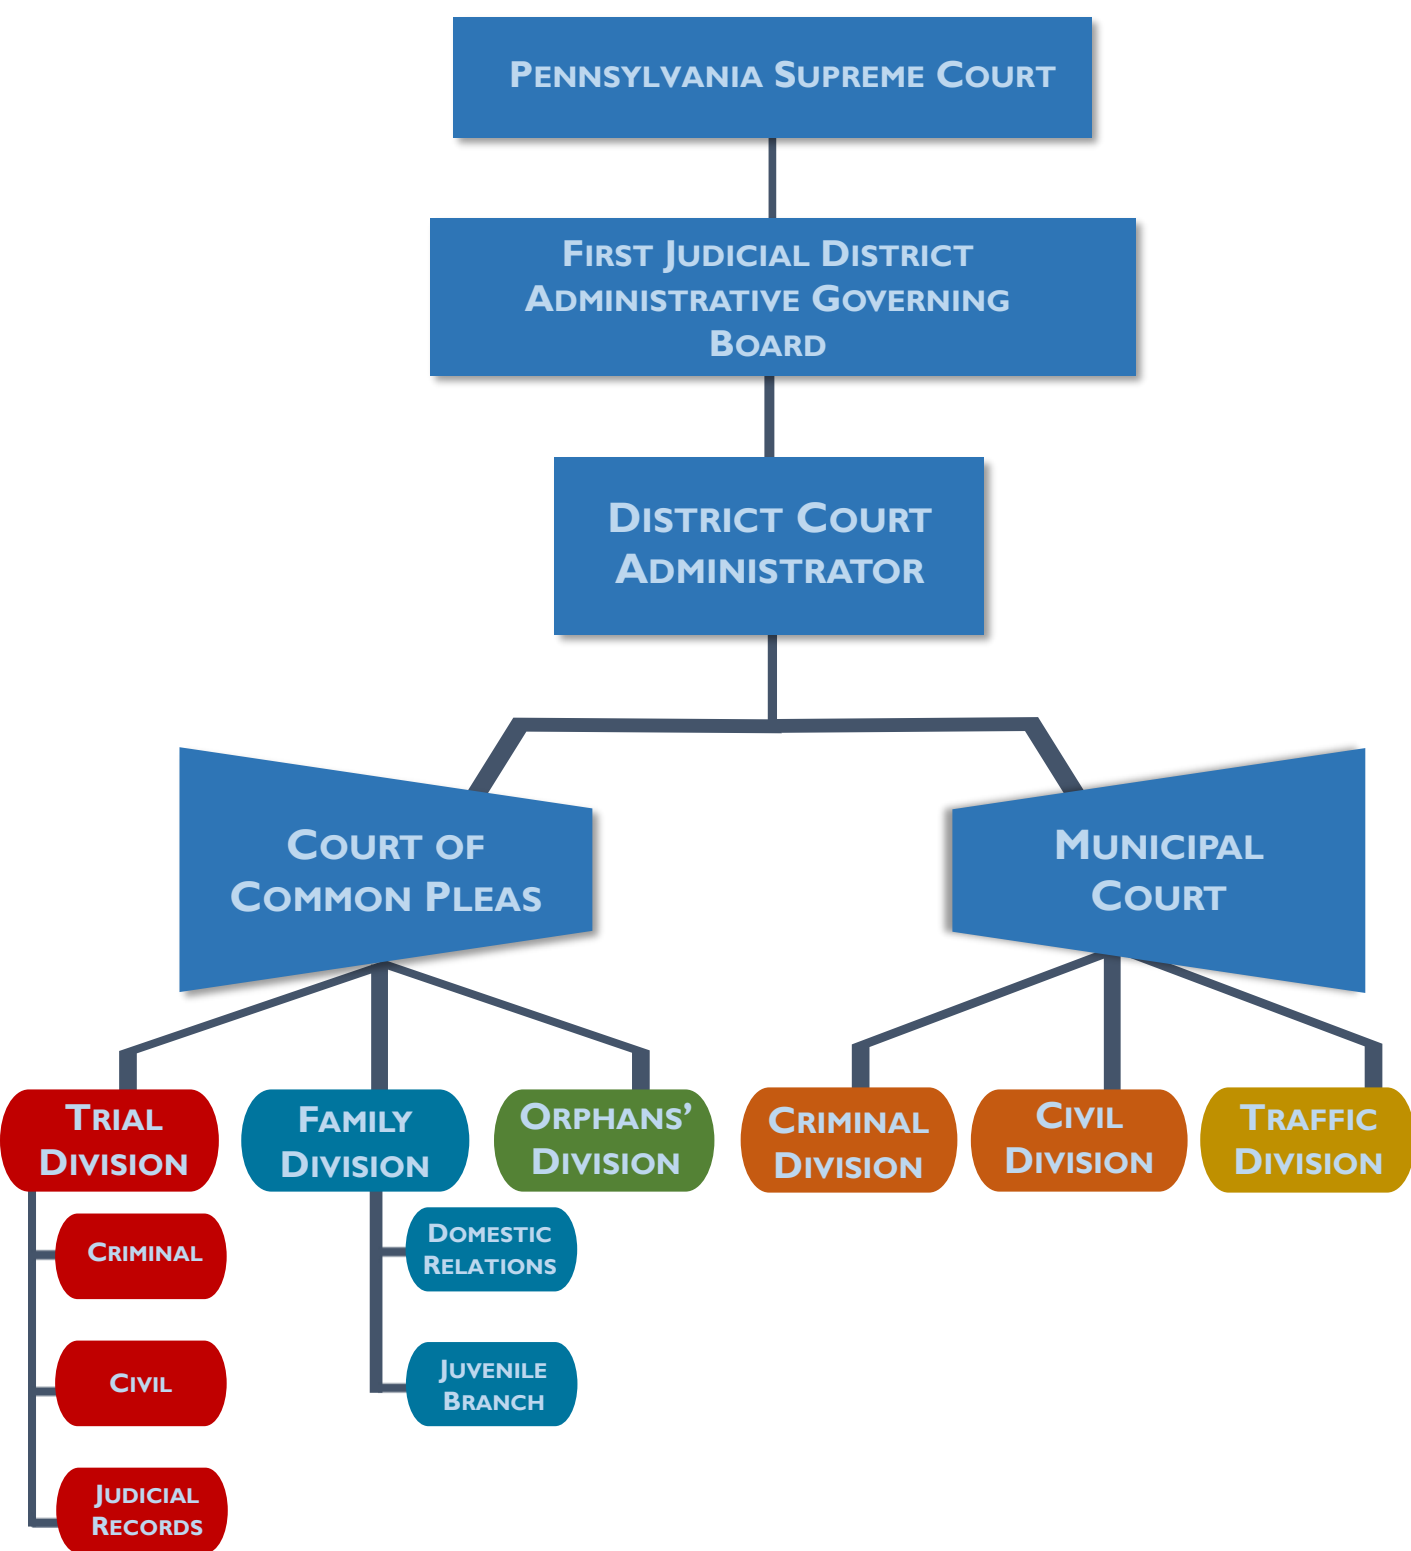 Pennsylvania Supreme Court
First Judicial District
Administrative Governing
Board
District Court
Administrator
Court of
Common Pleas
Municipal
Court
Trial
Division
Family
Division
Orphans’
Division
Criminal
Division
Civil
Division
Traffic
Division
Criminal
Civil
Judicial
Records
Domestic
Relations
Juvenile
Branch